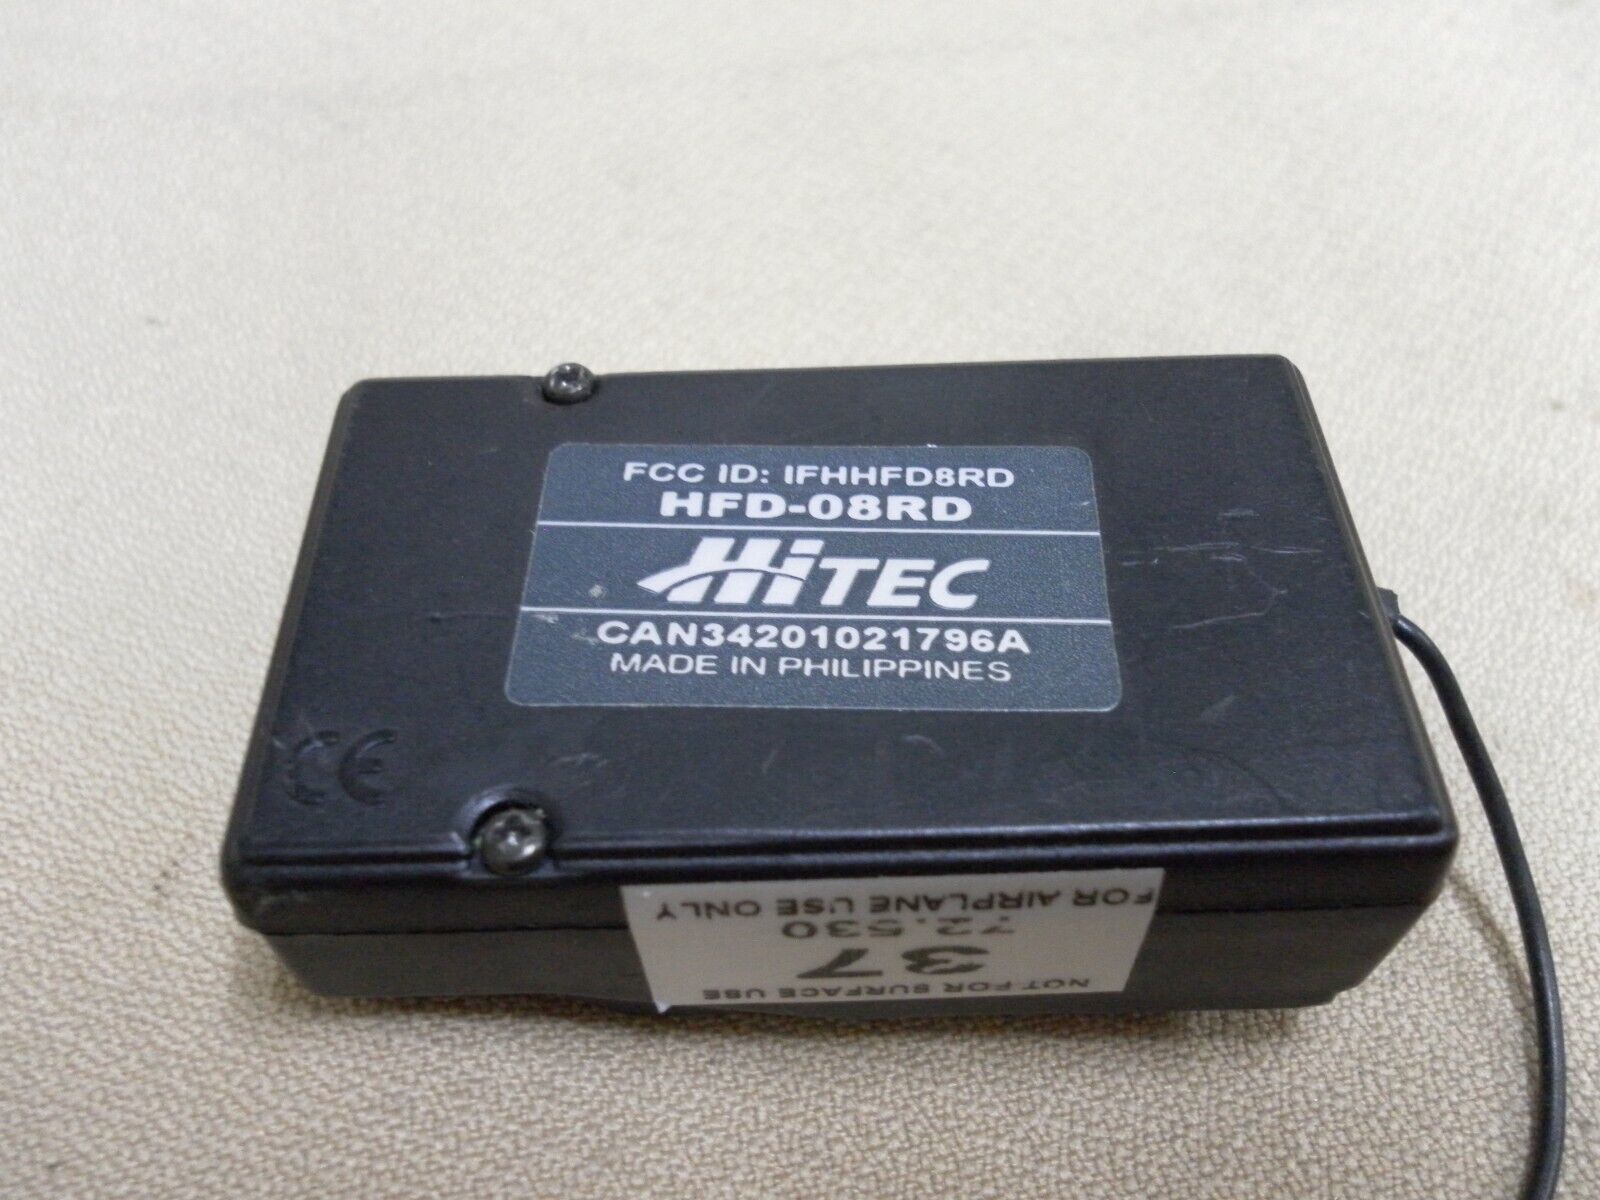 FCC ID: IFHHFD8RD
HFD-08RD
HiTEC
CAN34201021796A
MADE IN PHILIPPINES
CE
NOT FOR SURFACE USE
37
72.530
FOR AIRPLANE USE ONLY